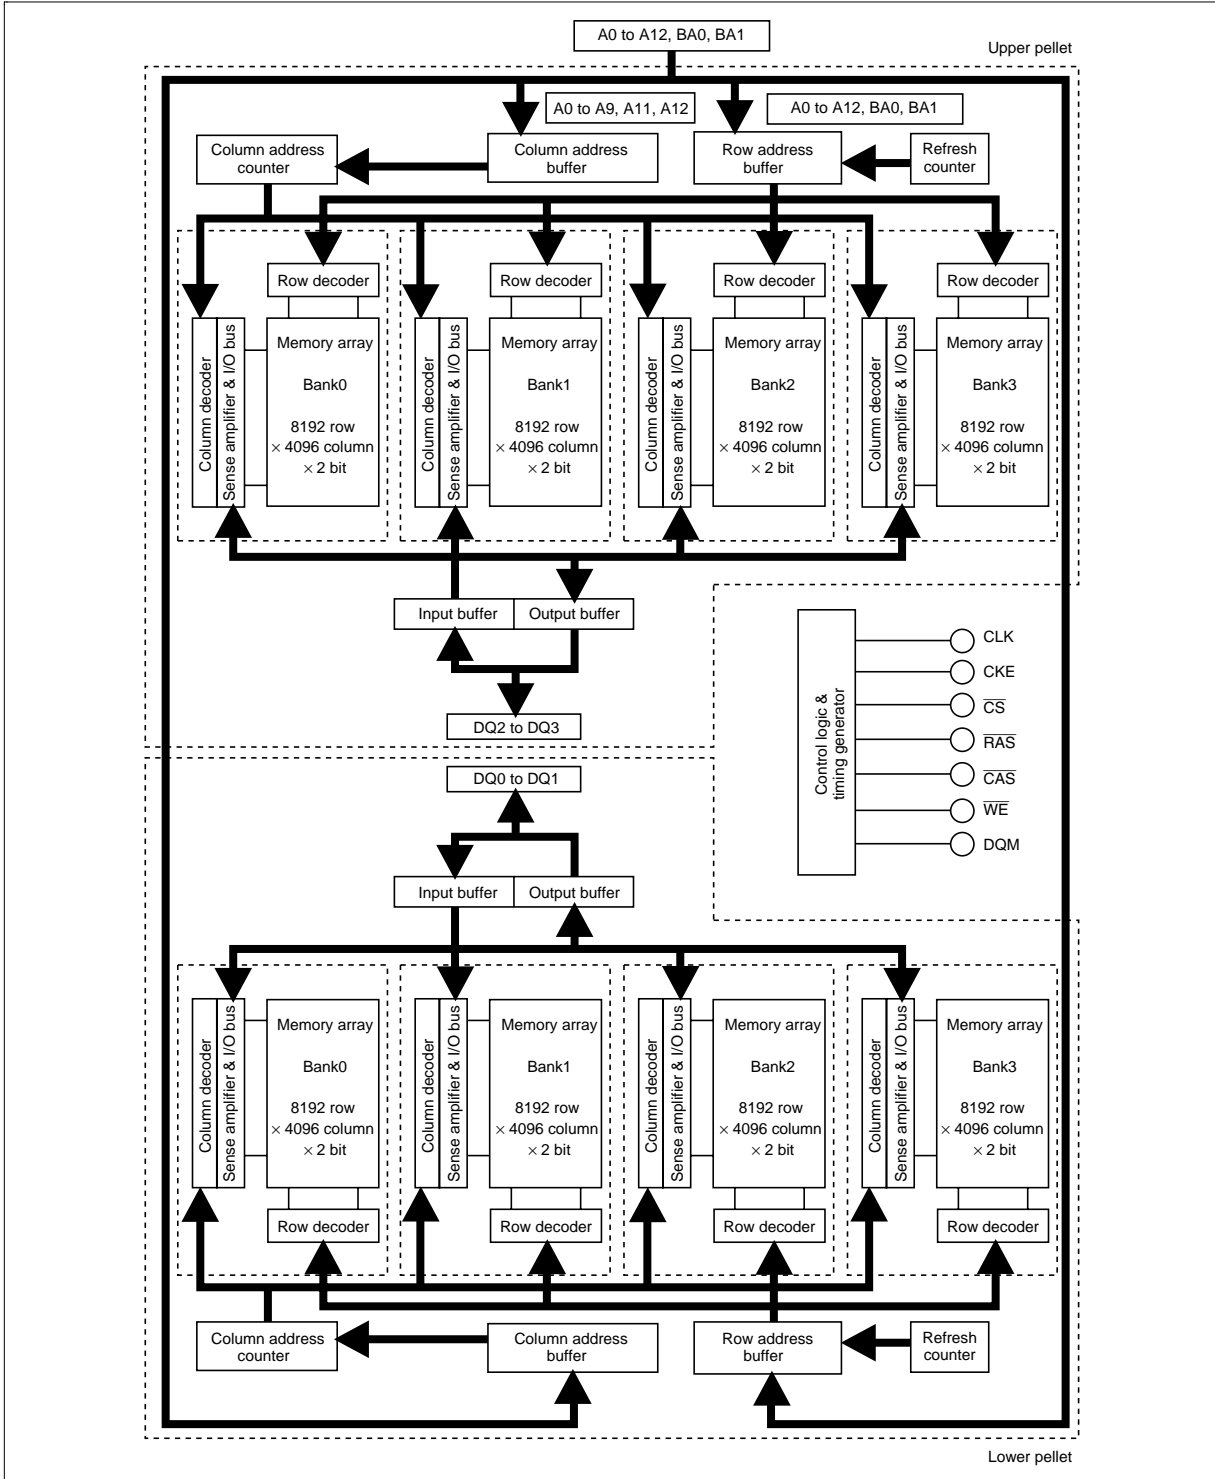 A0 to A12, BA0, BA1
Upper pellet
A0 to A9, A11, A12
A0 to A12, BA0, BA1
Column address
counter
Column address
buffer
Row address
buffer
Refresh
counter
Row decoder
Row decoder
Row decoder
Row decoder
Column decoder
Sense amplifier & I/O bus
Memory array
Bank0
8192 row
× 4096 column
× 2 bit
Column decoder
Sense amplifier & I/O bus
Memory array
Bank1
8192 row
× 4096 column
× 2 bit
Column decoder
Sense amplifier & I/O bus
Memory array
Bank2
8192 row
× 4096 column
× 2 bit
Column decoder
Sense amplifier & I/O bus
Memory array
Bank3
8192 row
× 4096 column
× 2 bit
Input buffer
Output buffer
DQ2 to DQ3
Control logic &
timing generator
CLK
CKE
C̅S̅
R̅A̅S̅
C̅A̅S̅
W̅E̅
DQM
DQ0 to DQ1
Input buffer
Output buffer
Column decoder
Sense amplifier & I/O bus
Memory array
Bank0
8192 row
× 4096 column
× 2 bit
Column decoder
Sense amplifier & I/O bus
Memory array
Bank1
8192 row
× 4096 column
× 2 bit
Column decoder
Sense amplifier & I/O bus
Memory array
Bank2
8192 row
× 4096 column
× 2 bit
Column decoder
Sense amplifier & I/O bus
Memory array
Bank3
8192 row
× 4096 column
× 2 bit
Row decoder
Row decoder
Row decoder
Row decoder
Column address
counter
Column address
buffer
Row address
buffer
Refresh
counter
Lower pellet